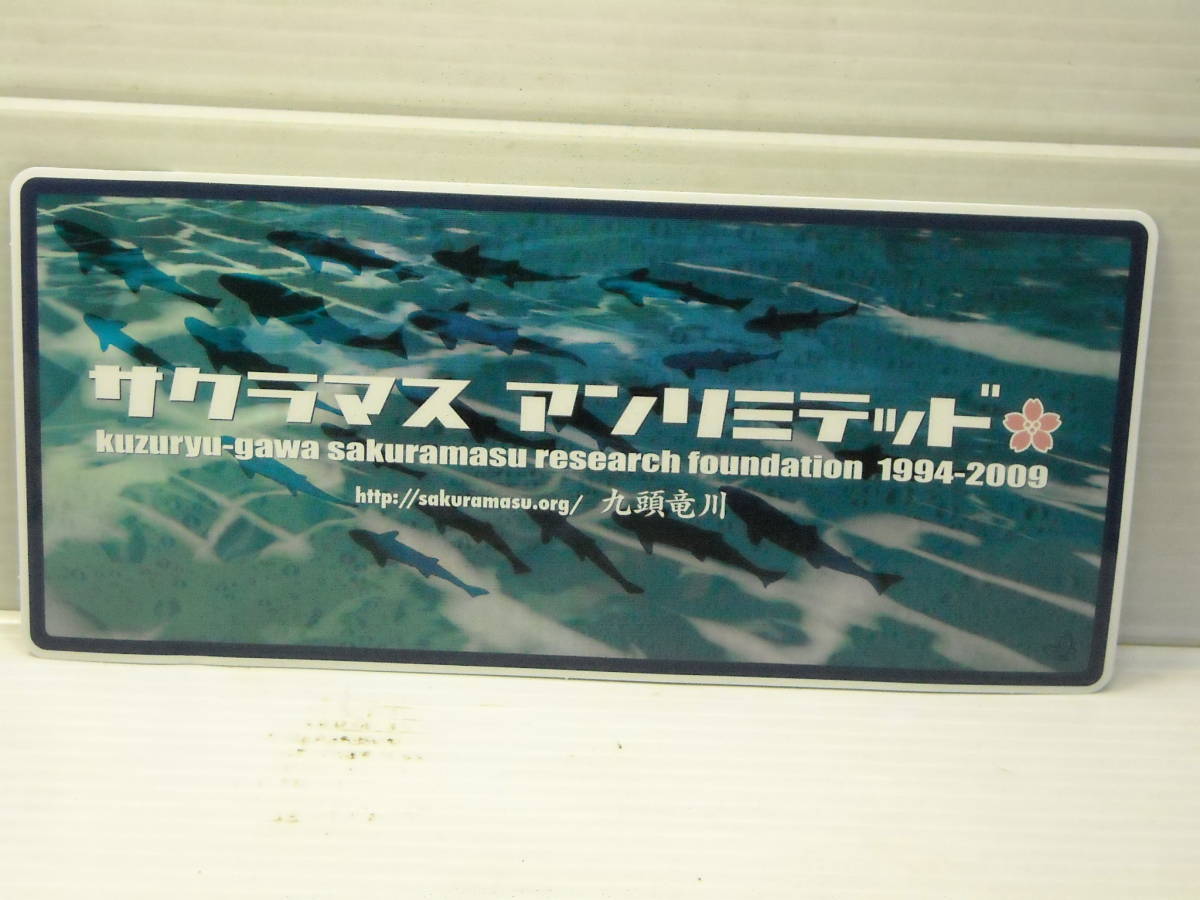 サクラマス アンリミテッド
kuzuryu-gawa sakuramasu research foundation 1994-2009
http://sakuramasu.org/ 九頭竜川